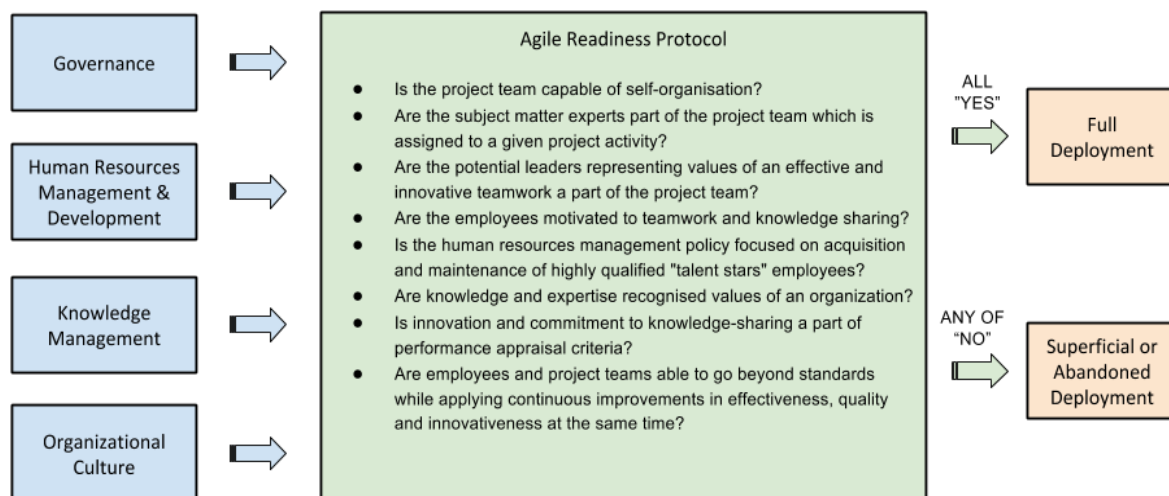 Governance
Human Resources
Management &
Development
Knowledge
Management
Organizational
Culture
Agile Readiness Protocol
● Is the project team capable of self-organisation?
● Are the subject matter experts part of the project team which is
assigned to a given project activity?
● Are the potential leaders representing values of an effective and
innovative teamwork a part of the project team?
● Are the employees motivated to teamwork and knowledge sharing?
● Is the human resources management policy focused on acquisition
and maintenance of highly qualified "talent stars" employees?
● Are knowledge and expertise recognised values of an organization?
● Is innovation and commitment to knowledge-sharing a part of
performance appraisal criteria?
● Are employees and project teams able to go beyond standards
while applying continuous improvements in effectiveness, quality
and innovativeness at the same time?
ALL
"YES"
Full
Deployment
ANY OF
“NO”
Superficial or
Abandoned
Deployment